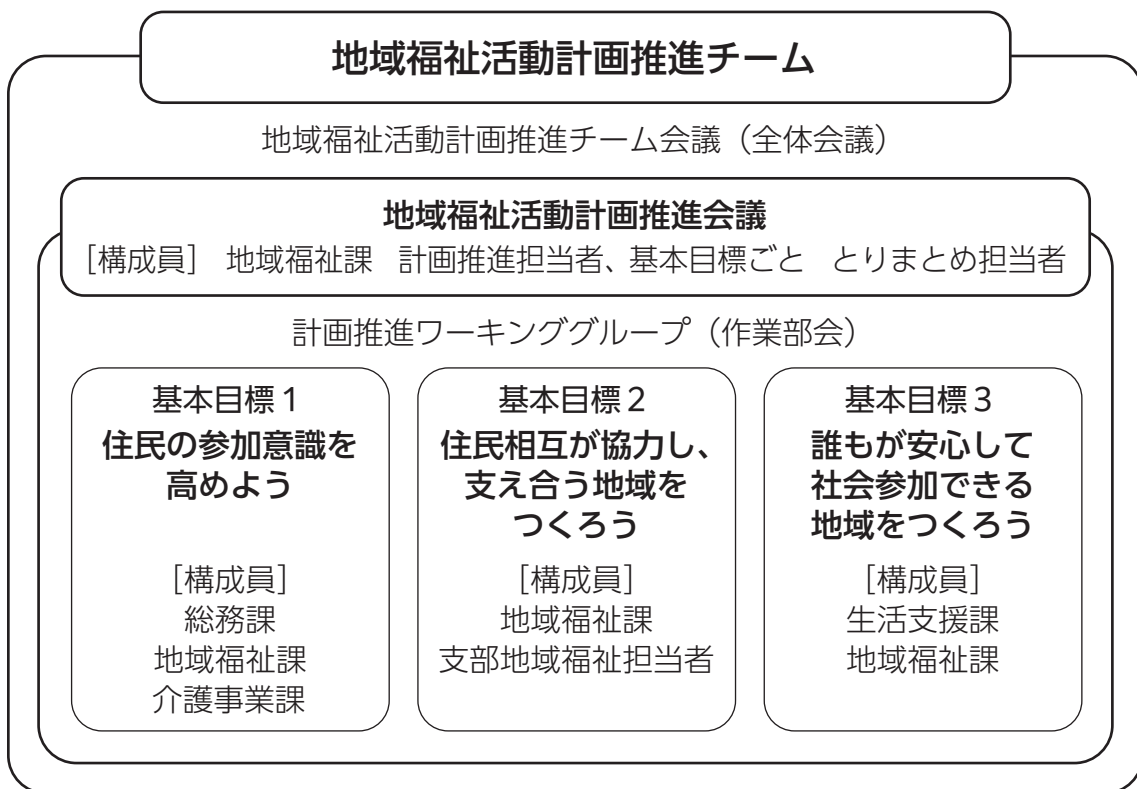 地域福祉活動計画推進チーム
地域福祉活動計画推進チーム会議（全体会議）
地域福祉活動計画推進会議
［構成員］　地域福祉課　計画推進担当者、基本目標ごと　とりまとめ担当者
計画推進ワーキンググループ（作業部会）
基本目標１
住民の参加意識を
高めよう
［構成員］
総務課
地域福祉課
介護事業課
基本目標２
住民相互が協力し、
支え合う地域を
つくろう
［構成員］
地域福祉課
支部地域福祉担当者
基本目標３
誰もが安心して
社会参加できる
地域をつくろう
［構成員］
生活支援課
地域福祉課